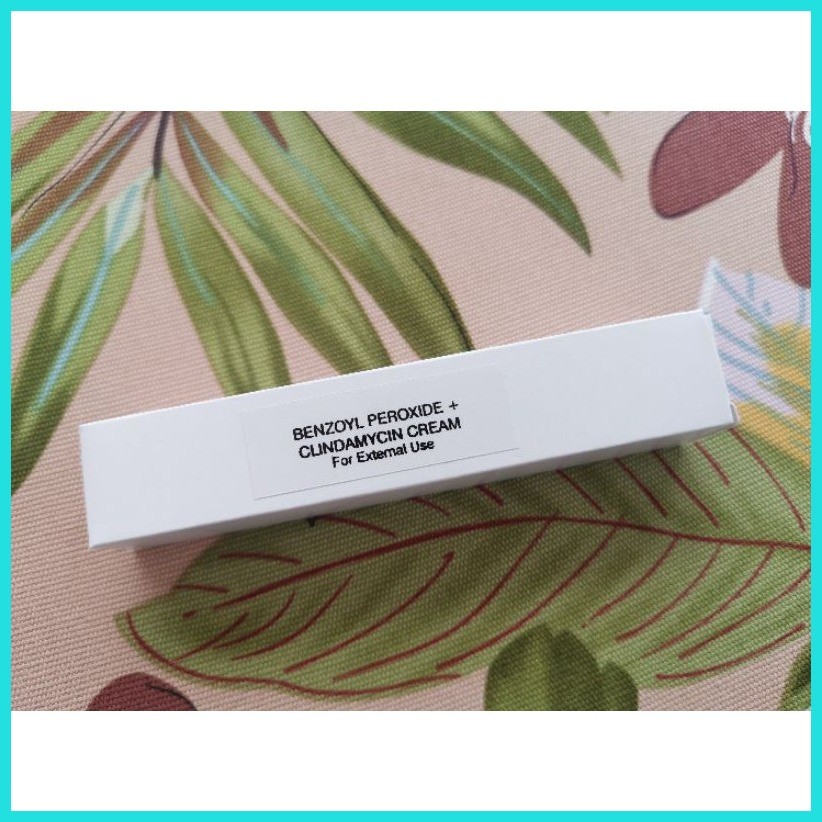 BENZOYL PEROXIDE +
CLINDAMYCIN CREAM
For External Use